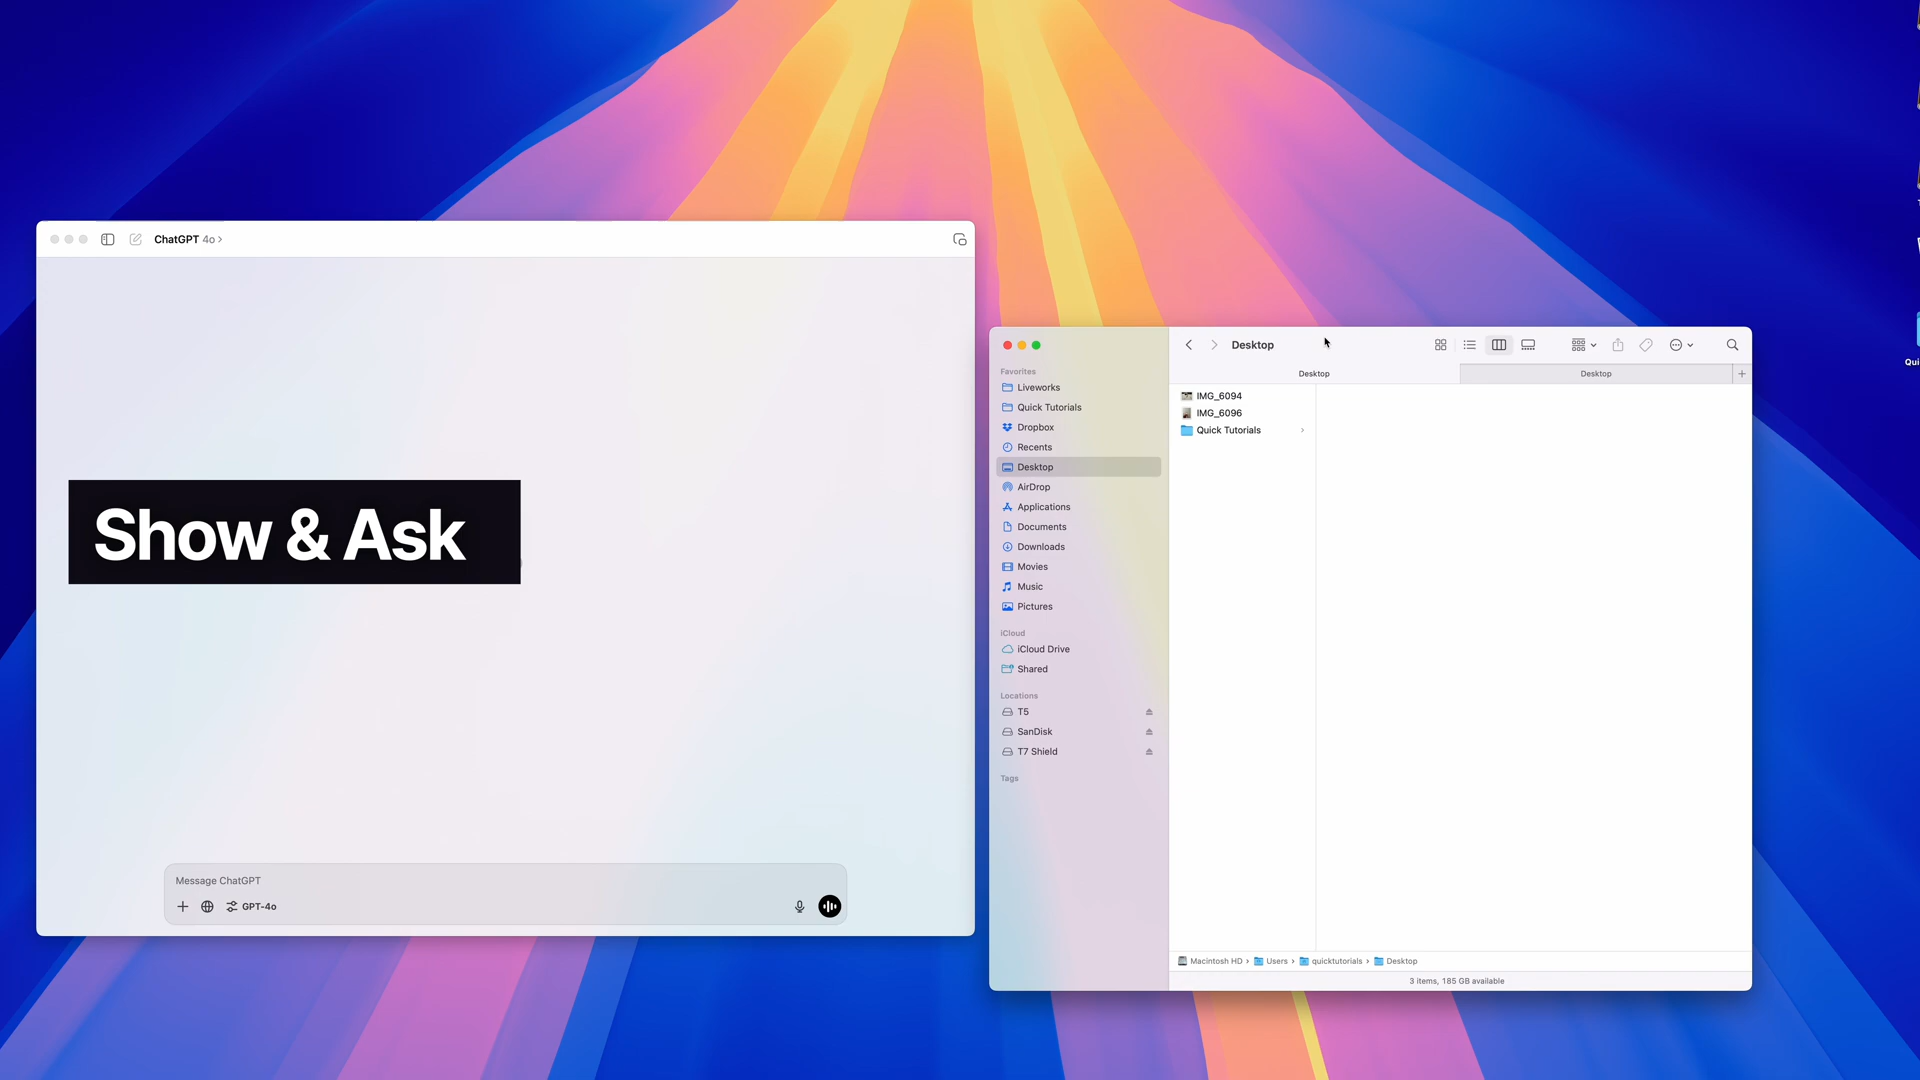 ChatGPT 4o >
Show & Ask
Message ChatGPT
GPT-4o
Favorites
Liveworks
Quick Tutorials
Dropbox
Recents
Desktop
AirDrop
Applications
Documents
Downloads
Movies
Music
Pictures
iCloud
iCloud Drive
Shared
Locations
T5
SanDisk
T7 Shield
Tags
Desktop
Desktop Desktop
IMG_6094
IMG_6096
Quick Tutorials
Macintosh HD › Users › quicktutorials › Desktop
3 items, 185 GB available
Qui